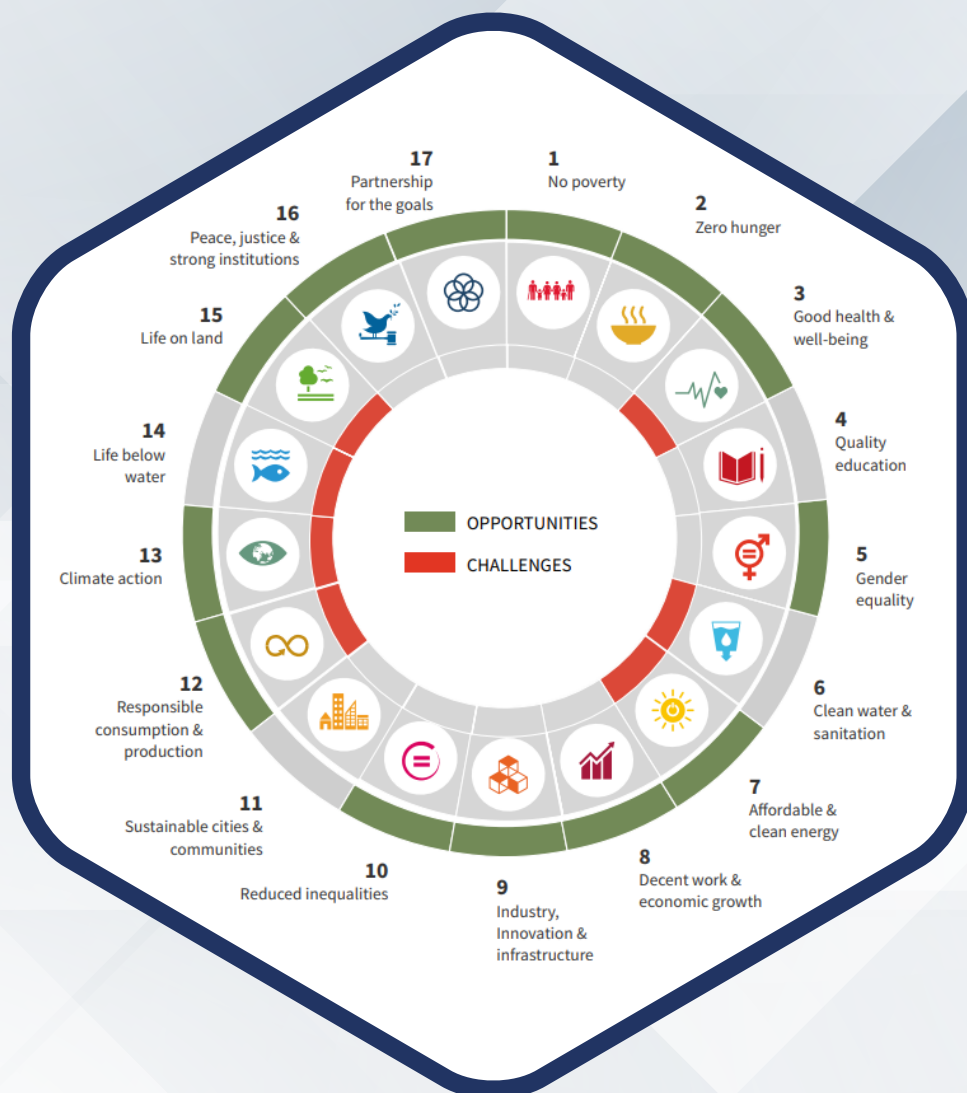 1
No poverty
2
Zero hunger
3
Good health &
well-being
4
Quality
education
5
Gender
equality
6
Clean water &
sanitation
7
Affordable &
clean energy
8
Decent work &
economic growth
9
Industry,
Innovation &
infrastructure
10
Reduced inequalities
11
Sustainable cities &
communities
12
Responsible
consumption &
production
13
Climate action
14
Life below
water
15
Life on land
16
Peace, justice &
strong institutions
17
Partnership
for the goals
OPPORTUNITIES
CHALLENGES